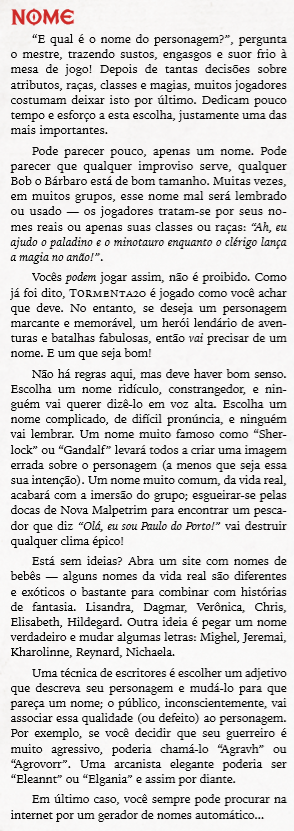 NOME
“E qual é o nome do personagem?”, pergunta
o mestre, trazendo sustos, engasgos e suor frio à
mesa de jogo! Depois de tantas decisões sobre
atributos, raças, classes e magias, muitos jogadores
costumam deixar isto por último. Dedicam pouco
tempo e esforço a esta escolha, justamente uma das
mais importantes.
Pode parecer pouco, apenas um nome. Pode
parecer que qualquer improviso serve, qualquer
Bob o Bárbaro está de bom tamanho. Muitas vezes,
em muitos grupos, esse nome mal será lembrado
ou usado — os jogadores tratam-se por seus no-
mes reais ou apenas suas classes ou raças: “Ah, eu
ajudo o paladino e o minotauro enquanto o clérigo lança
a magia no anão!”.
Vocês podem jogar assim, não é proibido. Como
já foi dito, TORMENTA20 é jogado como você achar
que deve. No entanto, se deseja um personagem
marcante e memorável, um herói lendário de aven-
turas e batalhas fabulosas, então vai precisar de um
nome. E um que seja bom!
Não há regras aqui, mas deve haver bom senso.
Escolha um nome ridículo, constrangedor, e nin-
guém vai querer dizê-lo em voz alta. Escolha um
nome complicado, de difícil pronúncia, e ninguém
vai lembrar. Um nome muito famoso como “Sher-
lock” ou “Gandalf” levará todos a criar uma imagem
errada sobre o personagem (a menos que seja essa
sua intenção). Um nome muito comum, da vida real,
acabará com a imersão do grupo; esgueirar-se pelas
docas de Nova Malpetrim para encontrar um pesca-
dor que diz “Olá, eu sou Paulo do Porto!” vai destruir
qualquer clima épico!
Está sem ideias? Abra um site com nomes de
bebês — alguns nomes da vida real são diferentes
e exóticos o bastante para combinar com histórias
de fantasia. Lisandra, Dagmar, Verônica, Chris,
Elisabeth, Hildegard. Outra ideia é pegar um nome
verdadeiro e mudar algumas letras: Mighel, Jeremai,
Kharolinne, Reynard, Nichaela.
Uma técnica de escritores é escolher um adjetivo
que descreva seu personagem e mudá-lo para que
pareça um nome; o público, inconscientemente, vai
associar essa qualidade (ou defeito) ao personagem.
Por exemplo, se você decidir que seu guerreiro é
muito agressivo, poderia chamá-lo “Agravh” ou
“Agrovorr”. Uma arcanista elegante poderia ser
“Eleannt” ou “Elgania” e assim por diante.
Em último caso, você sempre pode procurar na
internet por um gerador de nomes automático...